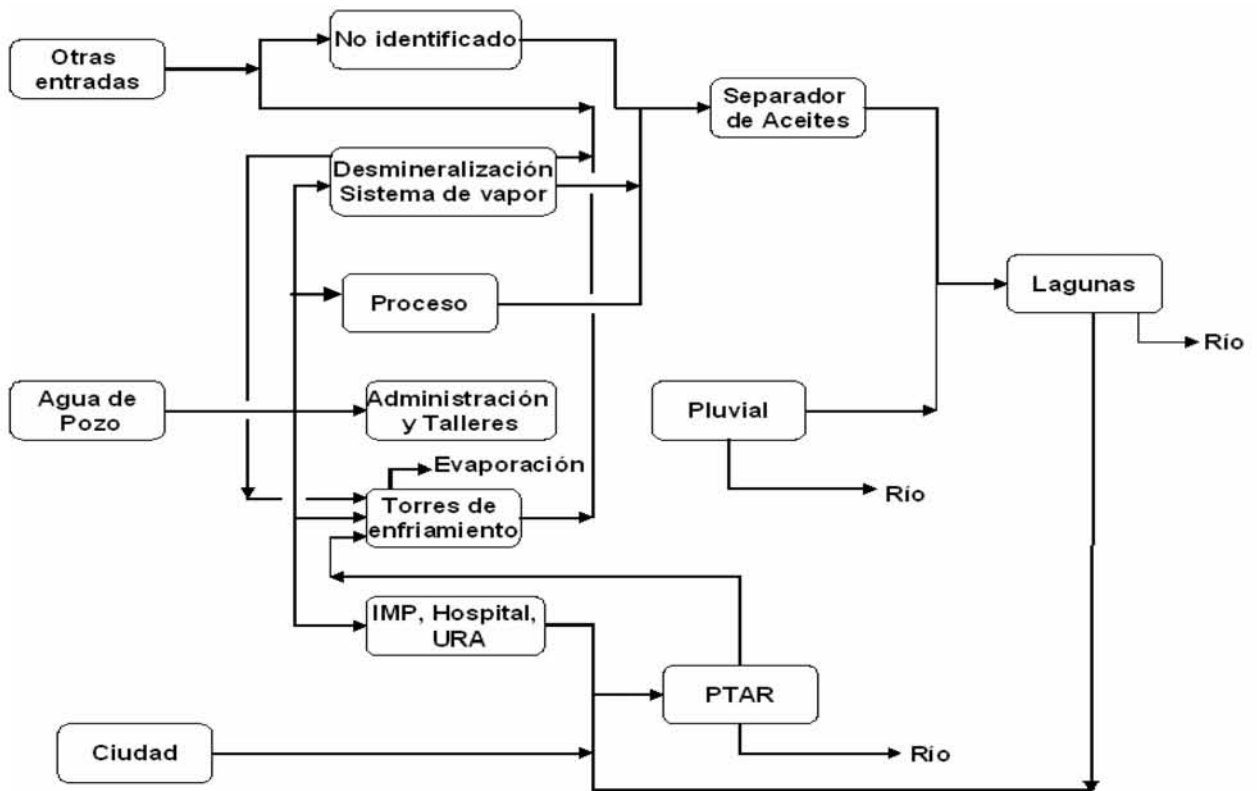 Otras
entradas
No identificado
Separador
de Aceites
Desmineralización
Sistema de vapor
Proceso
Lagunas
Río
Agua de
Pozo
Administración
y Talleres
Pluvial
Río
Evaporación
Torres de
enfriamiento
IMP, Hospital,
URA
PTAR
Río
Ciudad